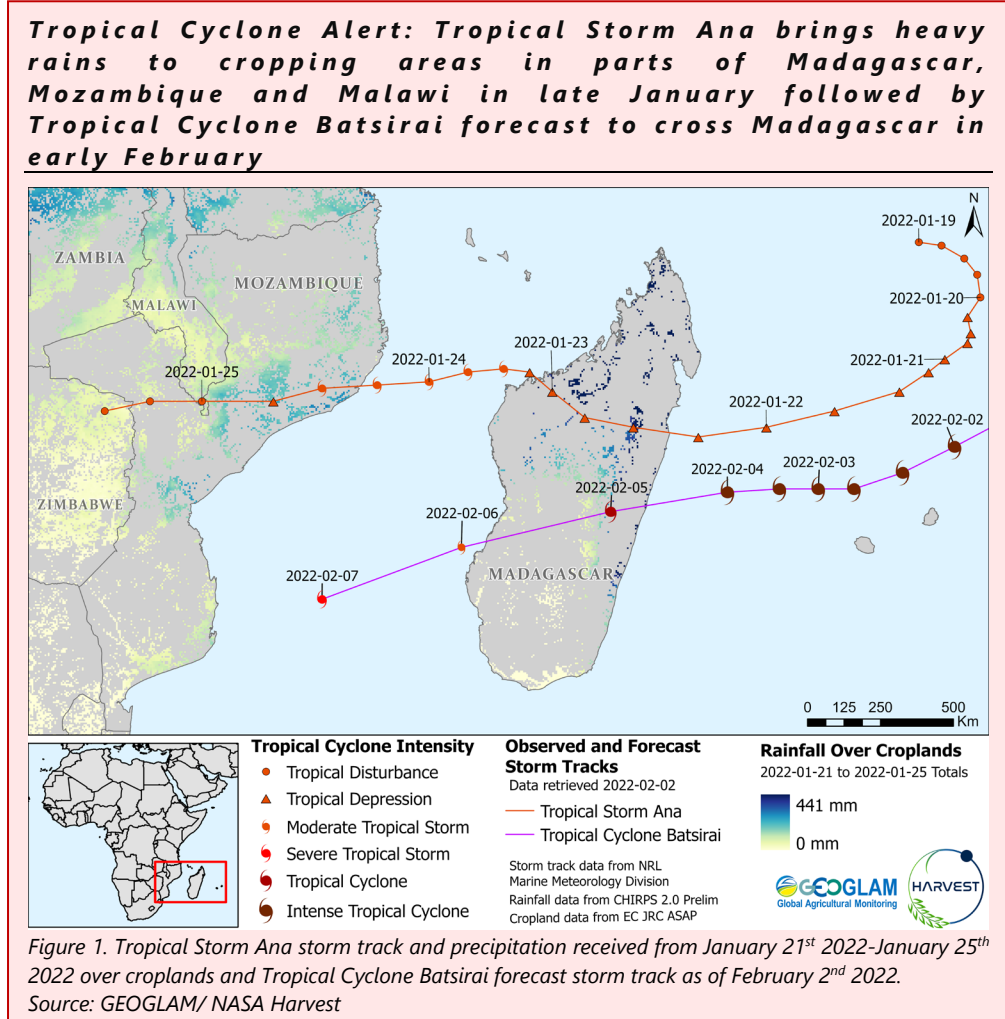 Tropical Cyclone Alert: Tropical Storm Ana brings heavy
rains to cropping areas in parts of Madagascar,
Mozambique and Malawi in late January followed by
Tropical Cyclone Batsirai forecast to cross Madagascar in
early February
N
2022-01-19
ZAMBIA
MOZAMBIQUE
MALAWI
2022-01-20
2022-01-23
2022-01-24
2022-01-21
2022-01-25
2022-01-22
2022-02-02
2022-02-04
2022-02-03
2022-02-05
ZIMBABWE
2022-02-06
MADAGASCAR
2022-02-07
0 125 250 500
Km
Tropical Cyclone Intensity
Tropical Disturbance
Tropical Depression
Moderate Tropical Storm
Severe Tropical Storm
Tropical Cyclone
Intense Tropical Cyclone
Observed and Forecast
Storm Tracks
Data retrieved 2022-02-02
Tropical Storm Ana
Tropical Cyclone Batsirai
Storm track data from NRL
Marine Meteorology Division
Rainfall data from CHIRPS 2.0 Prelim
Cropland data from EC JRC ASAP
Rainfall Over Croplands
2022-01-21 to 2022-01-25 Totals
441 mm
0 mm
GEOGLAM
Global Agricultural Monitoring
HARVEST
Figure 1. Tropical Storm Ana storm track and precipitation received from January 21st 2022-January 25th
2022 over croplands and Tropical Cyclone Batsirai forecast storm track as of February 2nd 2022.
Source: GEOGLAM/ NASA Harvest